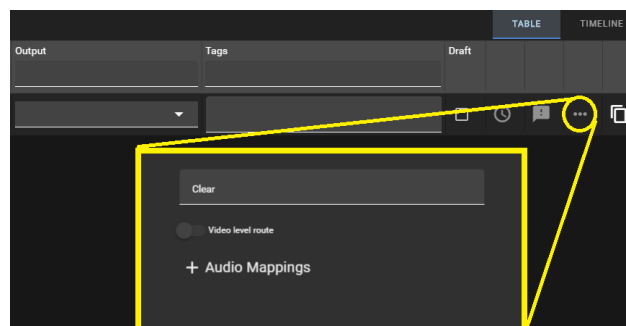 TABLE TIMELINE
Output Tags Draft
Clear
Video level route
+ Audio Mappings